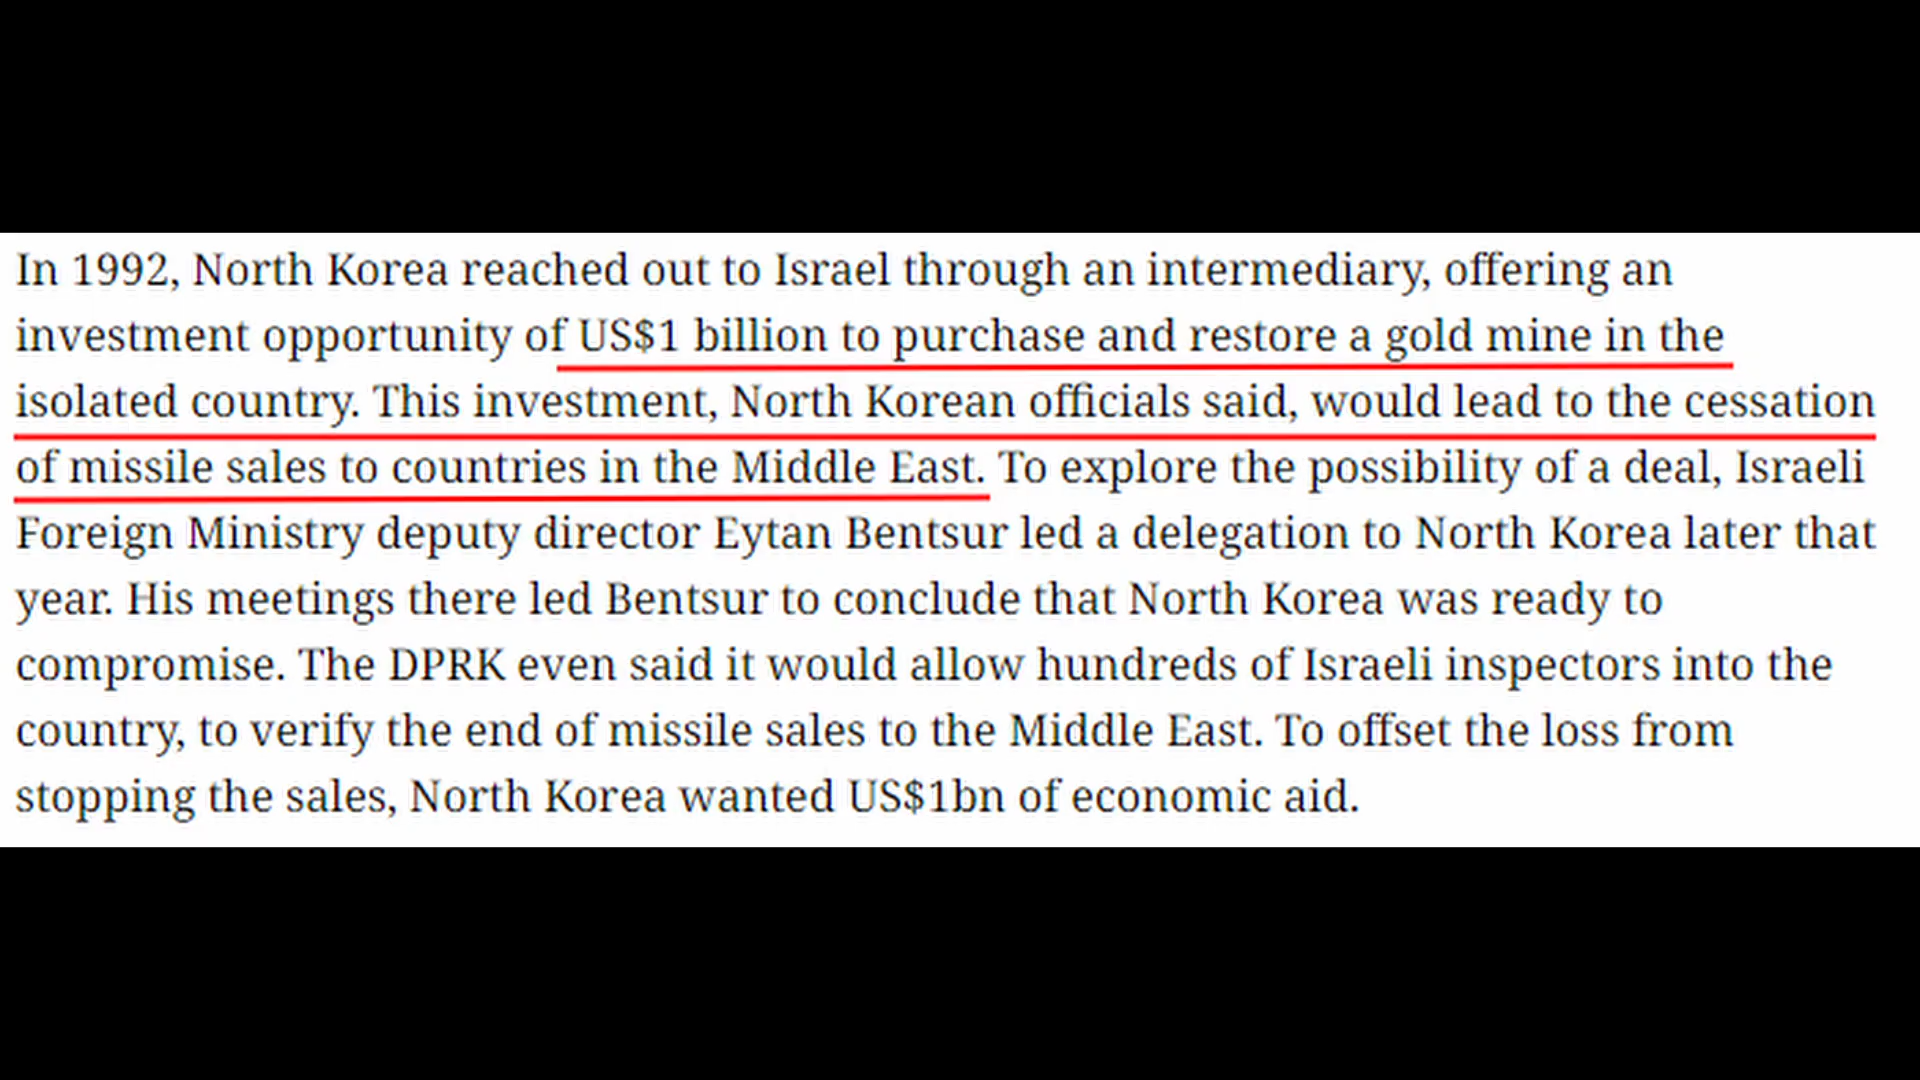 In 1992, North Korea reached out to Israel through an intermediary, offering an
investment opportunity of US$1 billion to purchase and restore a gold mine in the
isolated country. This investment, North Korean officials said, would lead to the cessation
of missile sales to countries in the Middle East. To explore the possibility of a deal, Israeli
Foreign Ministry deputy director Eytan Bentsur led a delegation to North Korea later that
year. His meetings there led Bentsur to conclude that North Korea was ready to
compromise. The DPRK even said it would allow hundreds of Israeli inspectors into the
country, to verify the end of missile sales to the Middle East. To offset the loss from
stopping the sales, North Korea wanted US$1bn of economic aid.